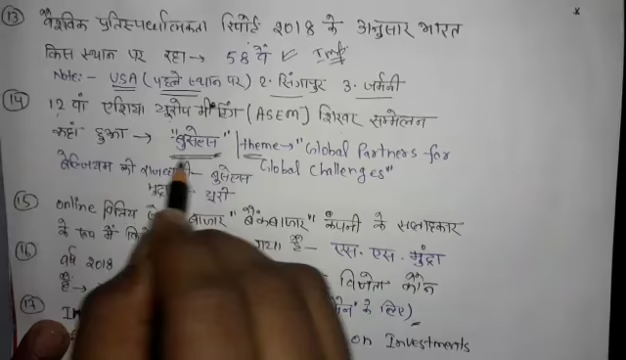 (13) वैश्विक प्रतिस्पर्धात्मकता रिपोर्ट 2018 के अनुसार भारत
किस स्थान पर रहा → 58 वें ✓ Imp
Note:- USA (पहले स्थान पर) 2. सिंगापुर 3. जर्मनी
(14) 12 वां एशिया यूरोप मीटिंग (ASEM) शिखर सम्मेलन
कहां हुआ → "ब्रुसेल्स" | theme → "Global Partners for
Global Challenges"
बेल्जियम की - ब्रुसेल्स
यूरो
(15) online वित्तिय बाजार "बैंकबाजार" कंपनी के सलाहकार
के रूप में गया है – एस. एस. मुंद्रा
(16) वर्ष 2018 विजेता कौन
है →
(17) के लिए)
on Investments